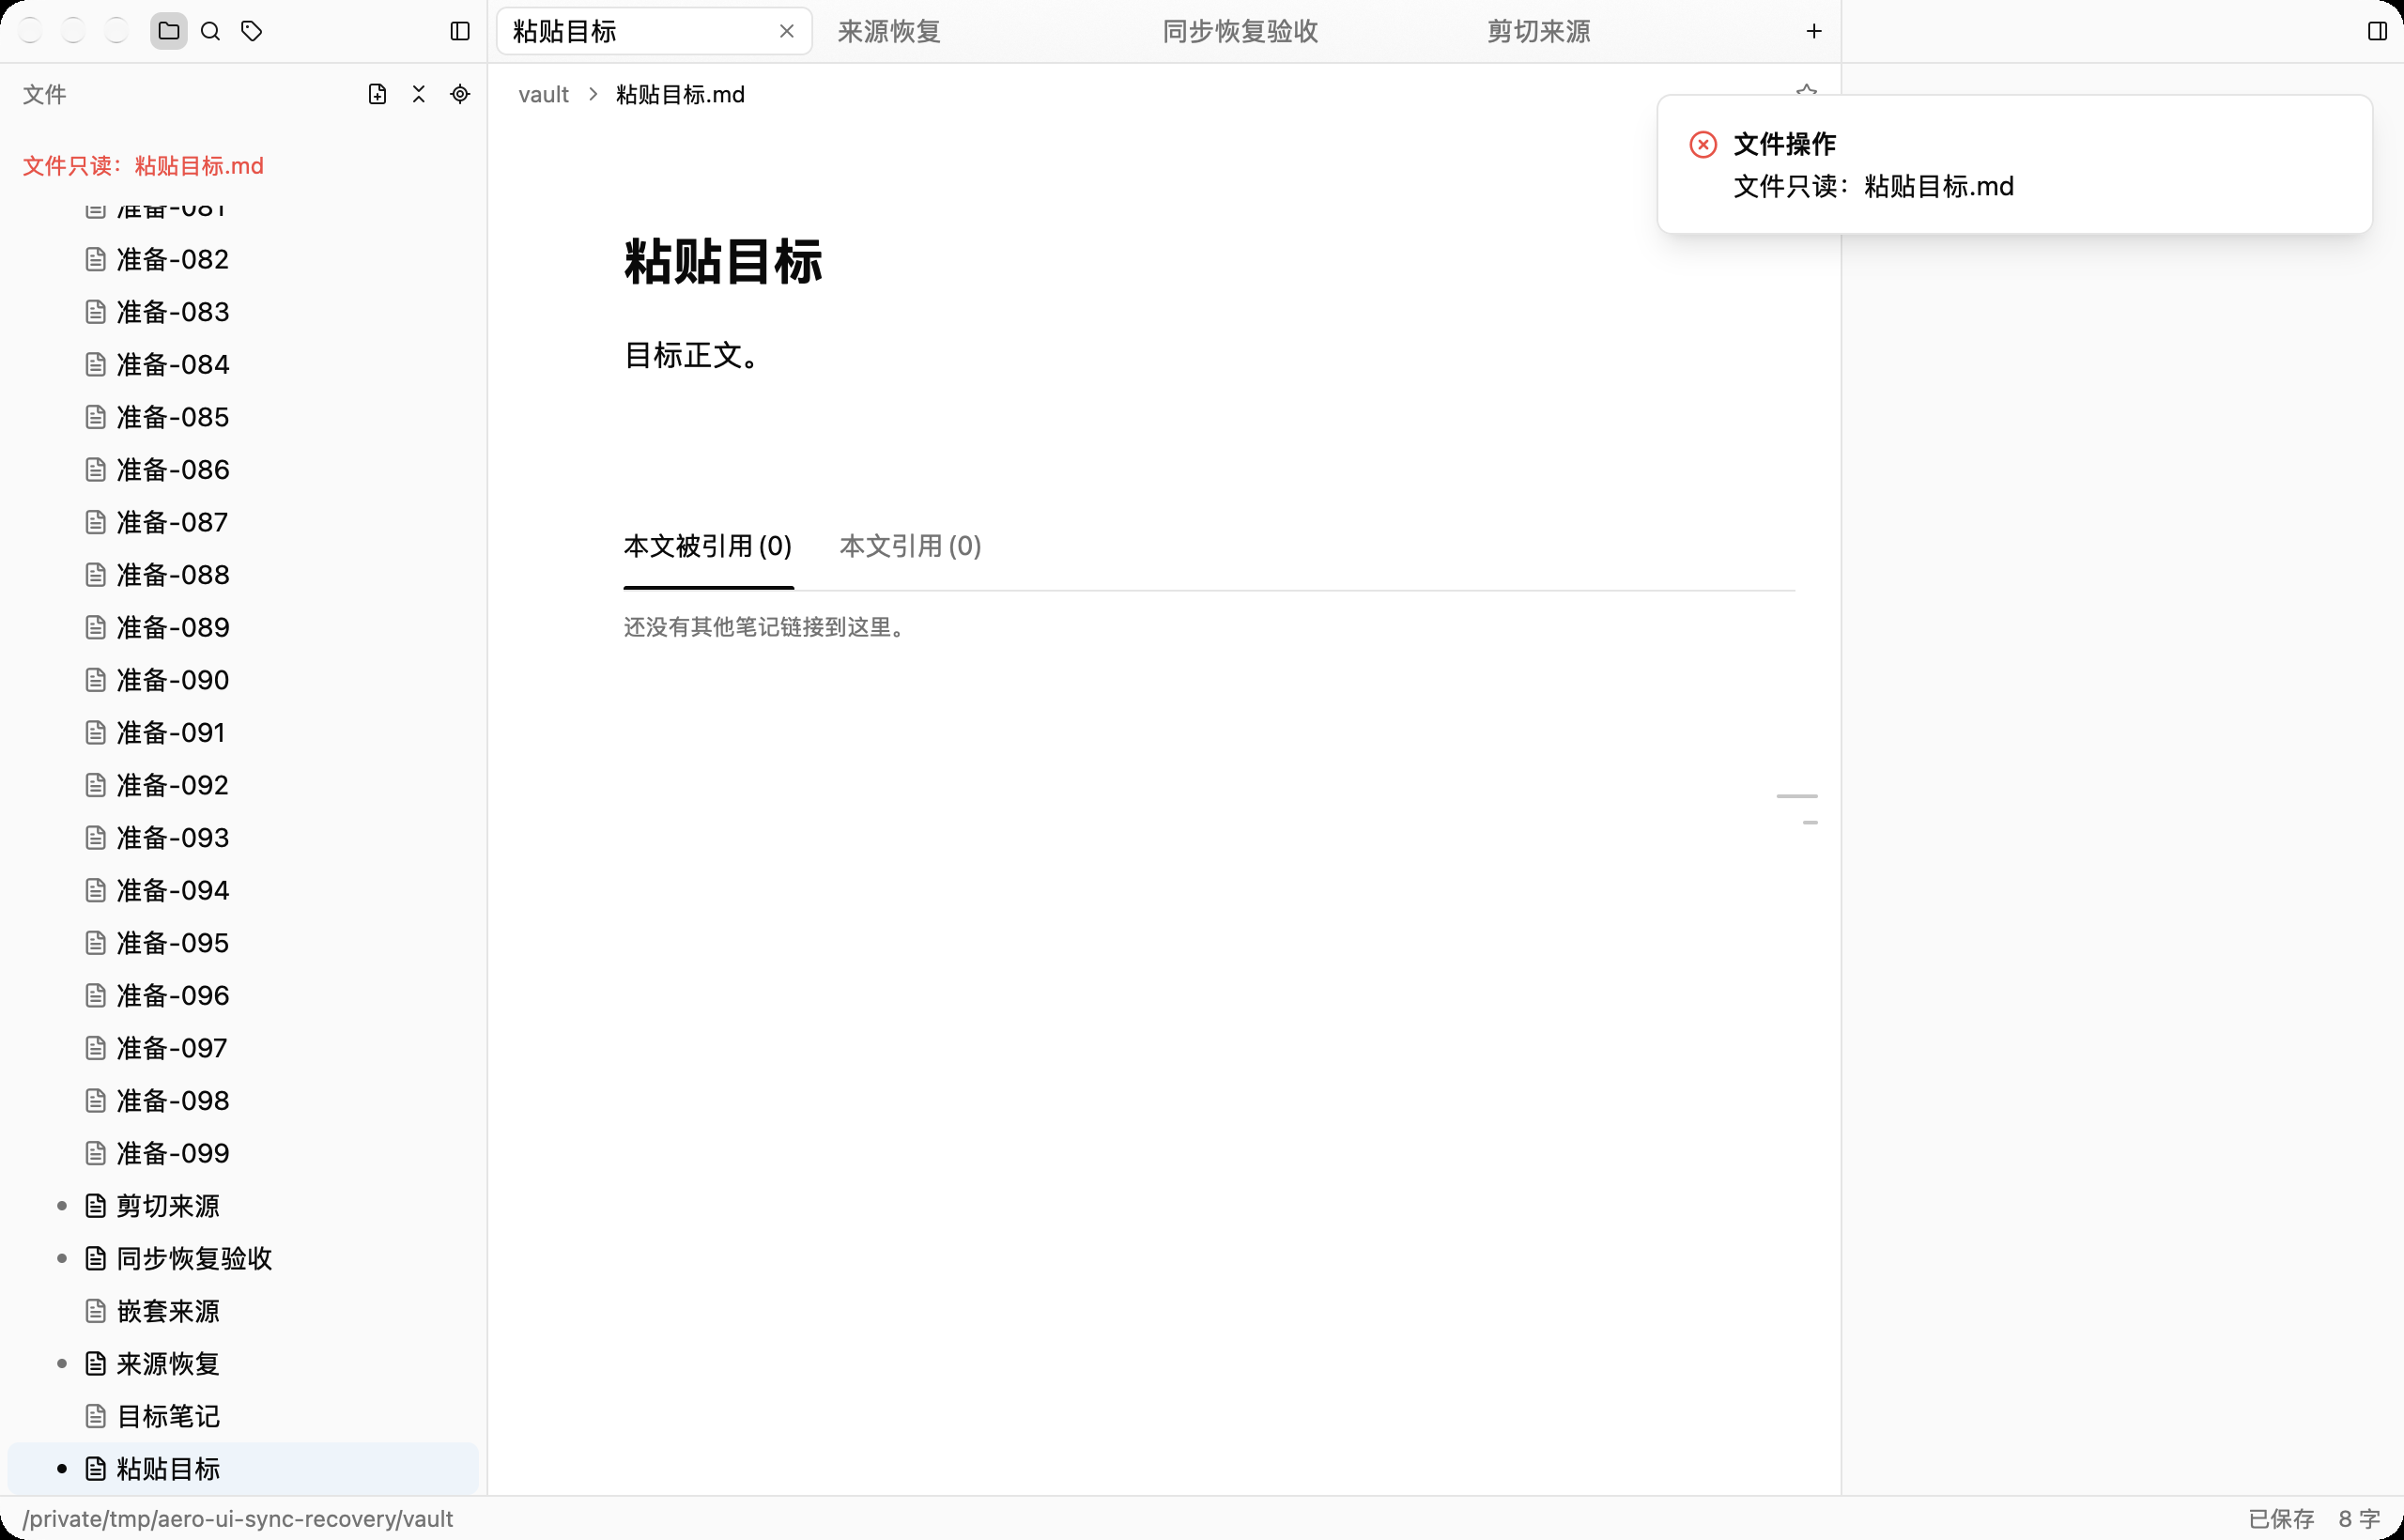 粘贴目标
来源恢复
同步恢复验收
剪切来源
文件
vault > 粘贴目标.md
文件操作
文件只读：粘贴目标.md
文件只读：粘贴目标.md
准备-081
准备-082
准备-083
准备-084
准备-085
准备-086
准备-087
准备-088
准备-089
准备-090
准备-091
准备-092
准备-093
准备-094
准备-095
准备-096
准备-097
准备-098
准备-099
剪切来源
同步恢复验收
嵌套来源
来源恢复
目标笔记
粘贴目标
粘贴目标
目标正文。
本文被引用 (0)
本文引用 (0)
还没有其他笔记链接到这里。
/private/tmp/aero-ui-sync-recovery/vault
已保存
8 字